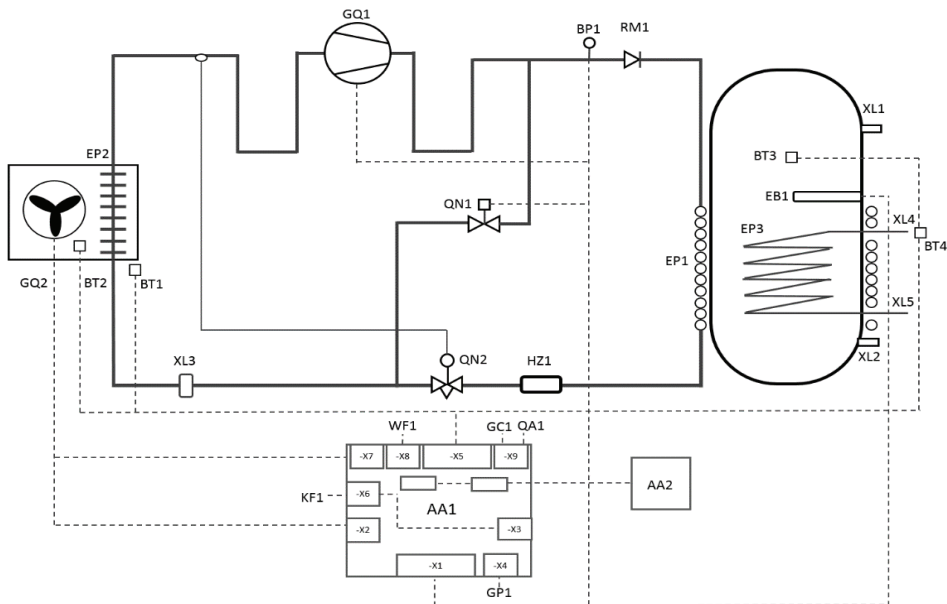 GQ1
BP1 RM1
XL1
EP2
BT3
EB1
QN1
XL4
EP3
BT4
EP1
GQ2 BT2 BT1
XL5
XL3
QN2 HZ1
XL2
WF1 GC1 QA1
-X7 -X8 -X5 -X9
KF1 -X6
AA1
AA2
-X2 -X3
-X1 -X4
GP1